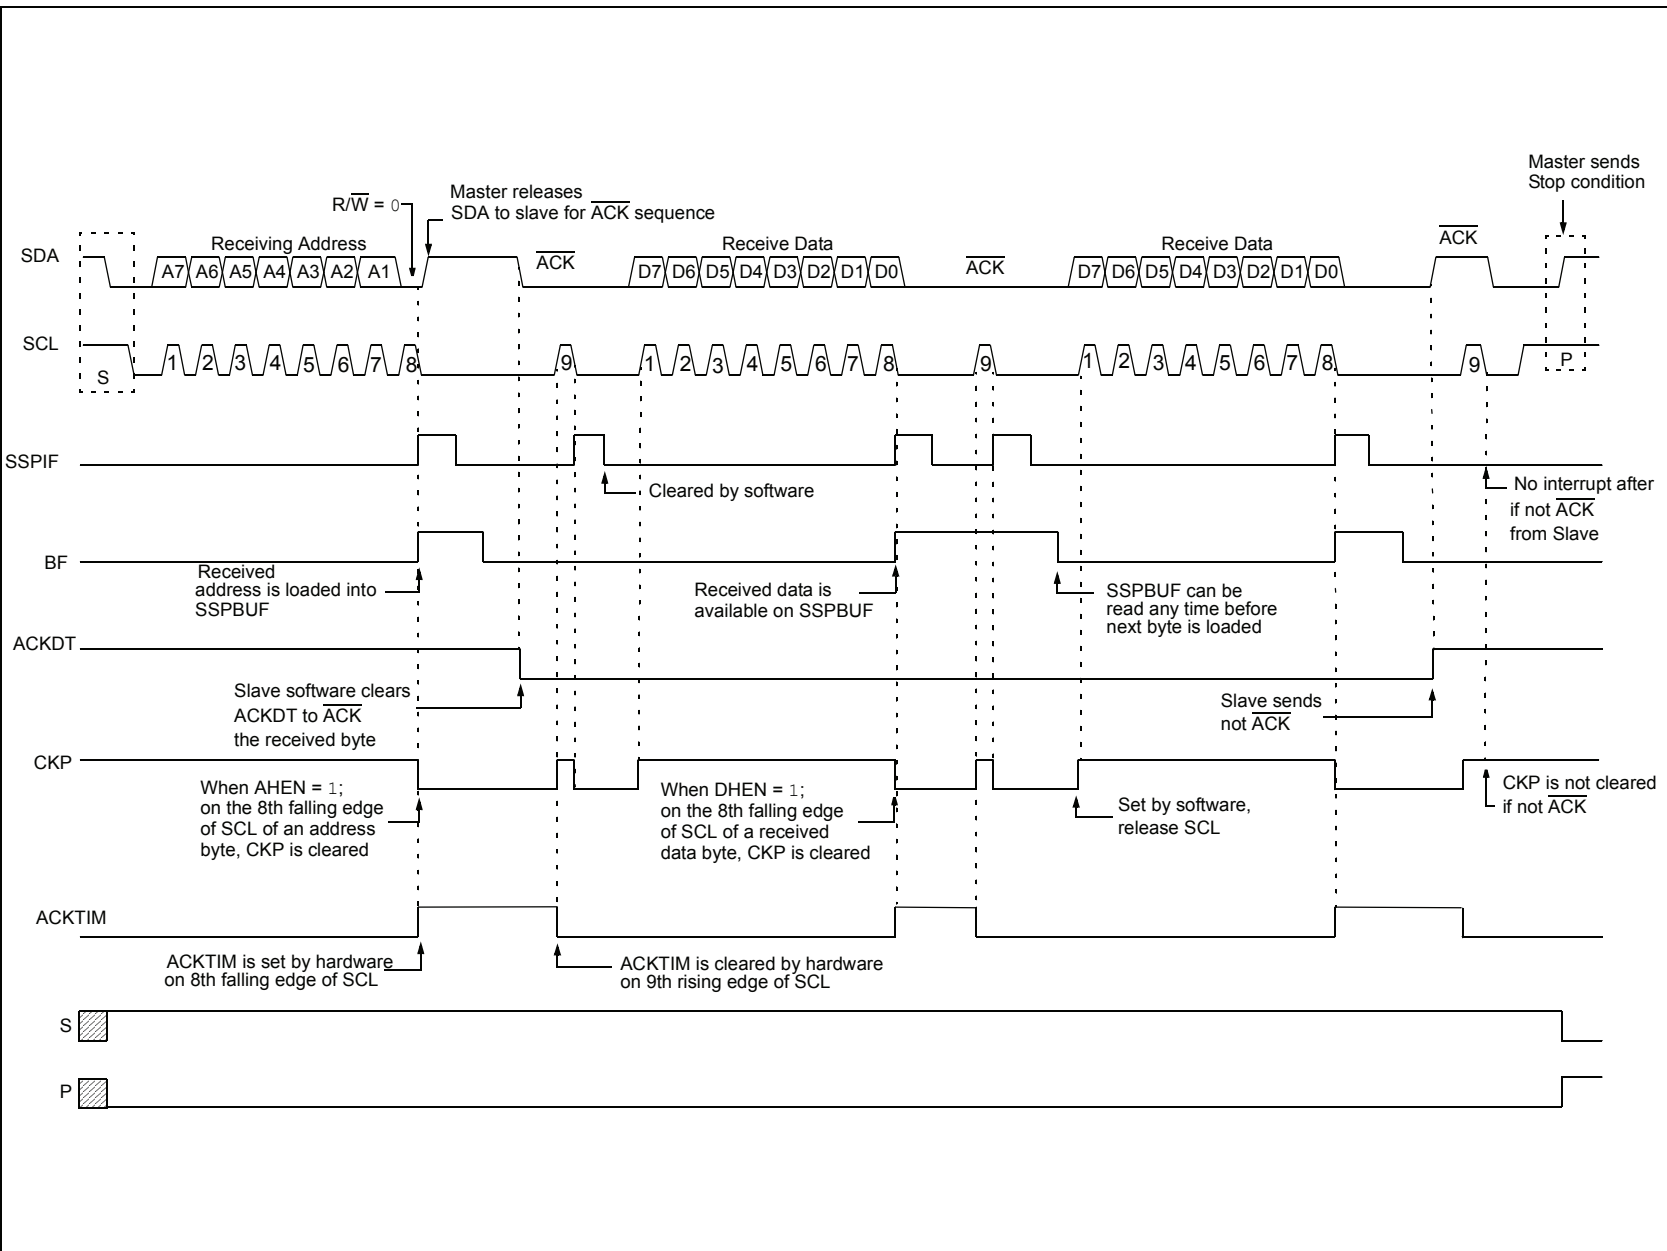 Master sends
Stop condition
Master releases
SDA to slave for ACK sequence
R/W = 0
SDA
Receiving Address
ACK
Receive Data
ACK
Receive Data
ACK
A7 A6 A5 A4 A3 A2 A1
D7 D6 D5 D4 D3 D2 D1 D0
D7 D6 D5 D4 D3 D2 D1 D0
SCL
S
1 2 3 4 5 6 7 8 9
1 2 3 4 5 6 7 8 9
1 2 3 4 5 6 7 8 9
P
SSPIF
Cleared by software
No interrupt after
if not ACK
from Slave
BF
Received
address is loaded into
SSPBUF
Received data is
available on SSPBUF
SSPBUF can be
read any time before
next byte is loaded
ACKDT
Slave software clears
ACKDT to ACK
the received byte
Slave sends
not ACK
CKP
When AHEN = 1;
on the 8th falling edge
of SCL of an address
byte, CKP is cleared
When DHEN = 1;
on the 8th falling edge
of SCL of a received
data byte, CKP is cleared
Set by software,
release SCL
CKP is not cleared
if not ACK
ACKTIM
ACKTIM is set by hardware
on 8th falling edge of SCL
ACKTIM is cleared by hardware
on 9th rising edge of SCL
S
P